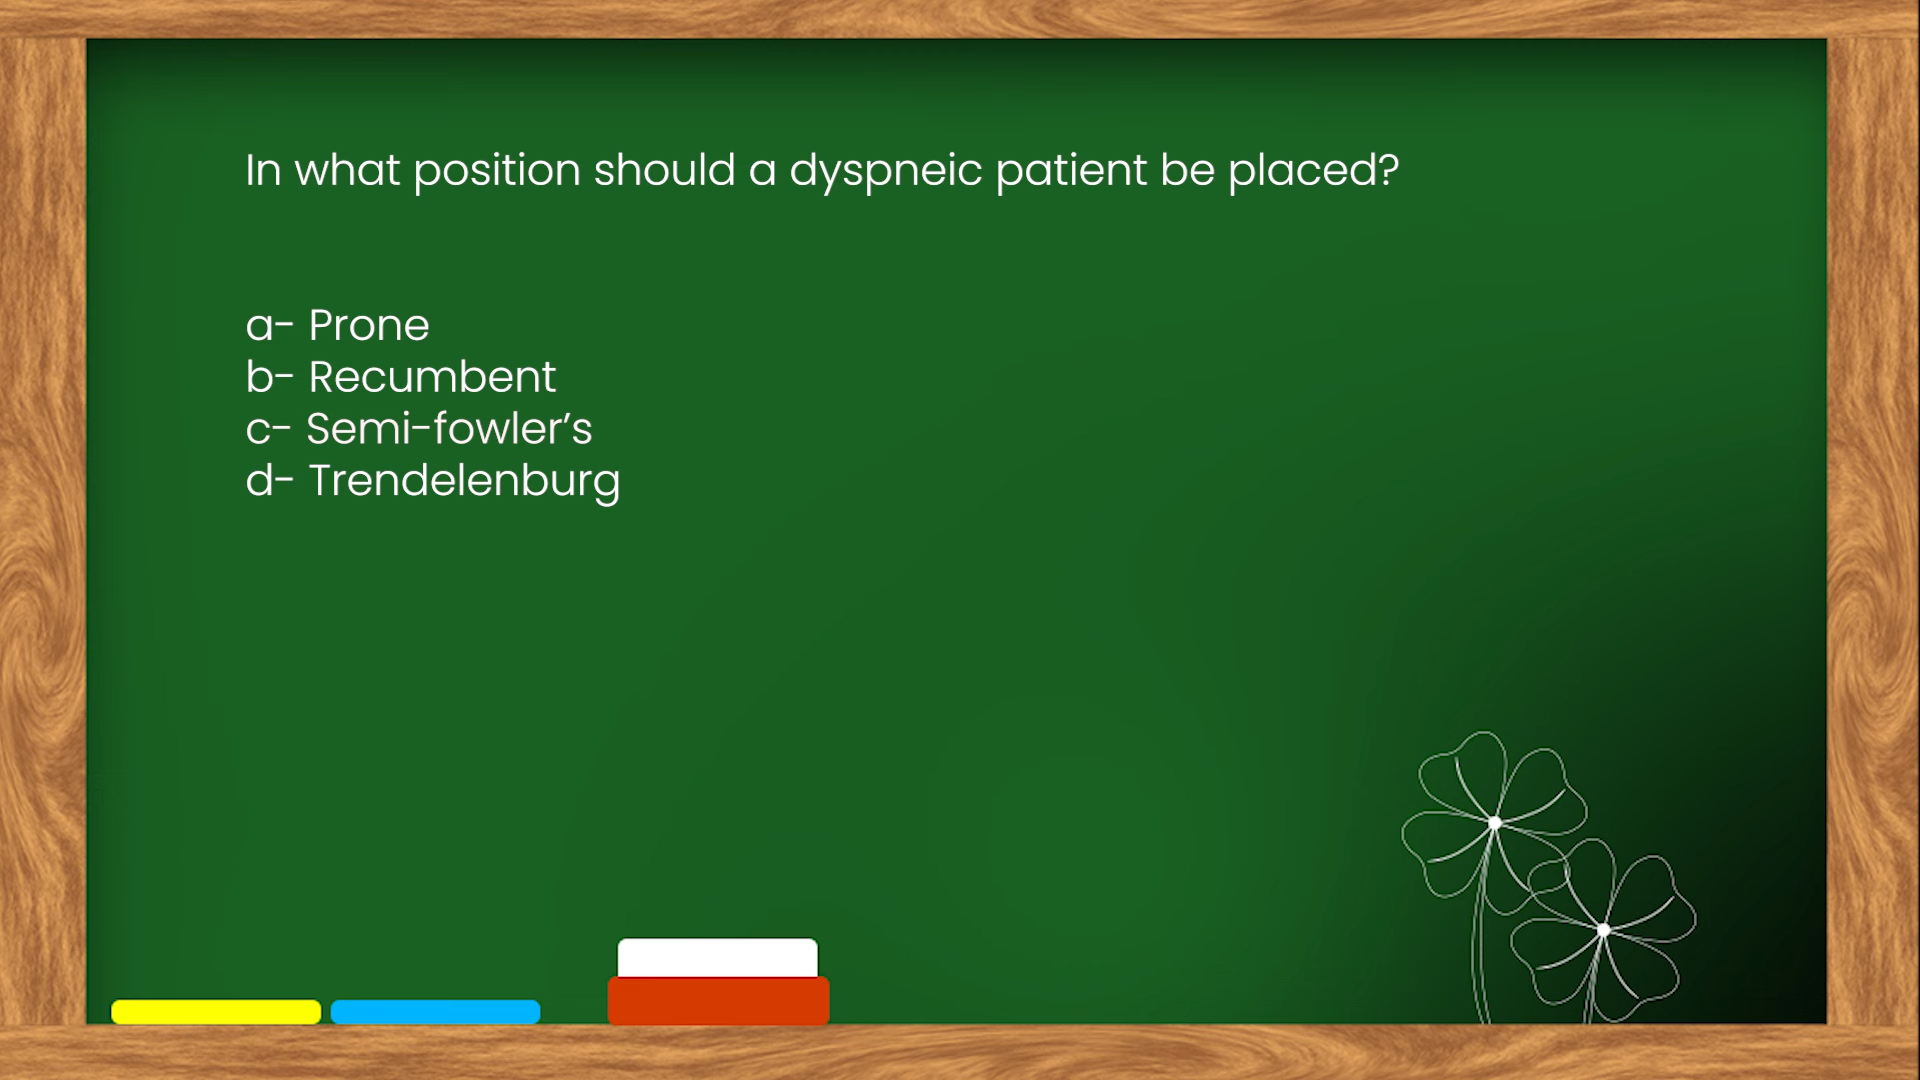 In what position should a dyspneic patient be placed?
a- Prone
b- Recumbent
c- Semi-fowler’s
d- Trendelenburg